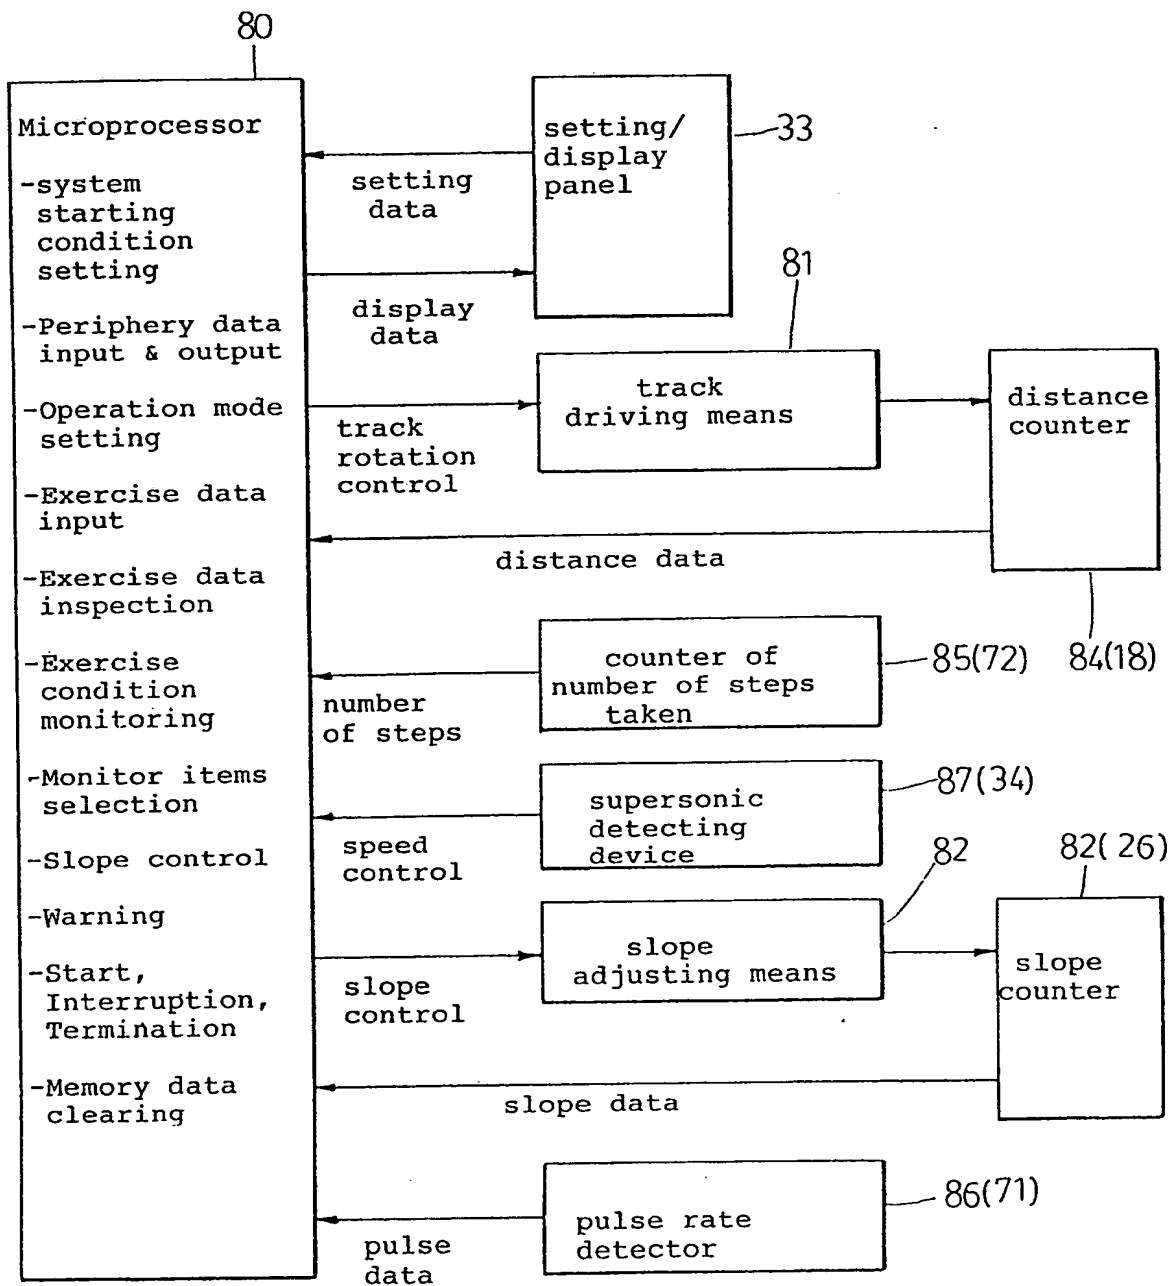 80
Microprocessor
-system
starting
condition
setting
-Periphery data
input & output
-Operation mode
setting
-Exercise data
input
-Exercise data
inspection
-Exercise
condition
monitoring
-Monitor items
selection
-Slope control
-Warning
-Start,
Interruption,
Termination
-Memory data
clearing
setting
data
display
data
setting/
display
panel
33
81
track
rotation
control
track
driving means
distance
counter
84(18)
distance data
number
of steps
counter of
number of steps
taken
85(72)
speed
control
supersonic
detecting
device
87(34)
82
82(26)
slope
control
slope
adjusting means
slope
counter
slope data
pulse
data
pulse rate
detector
86(71)